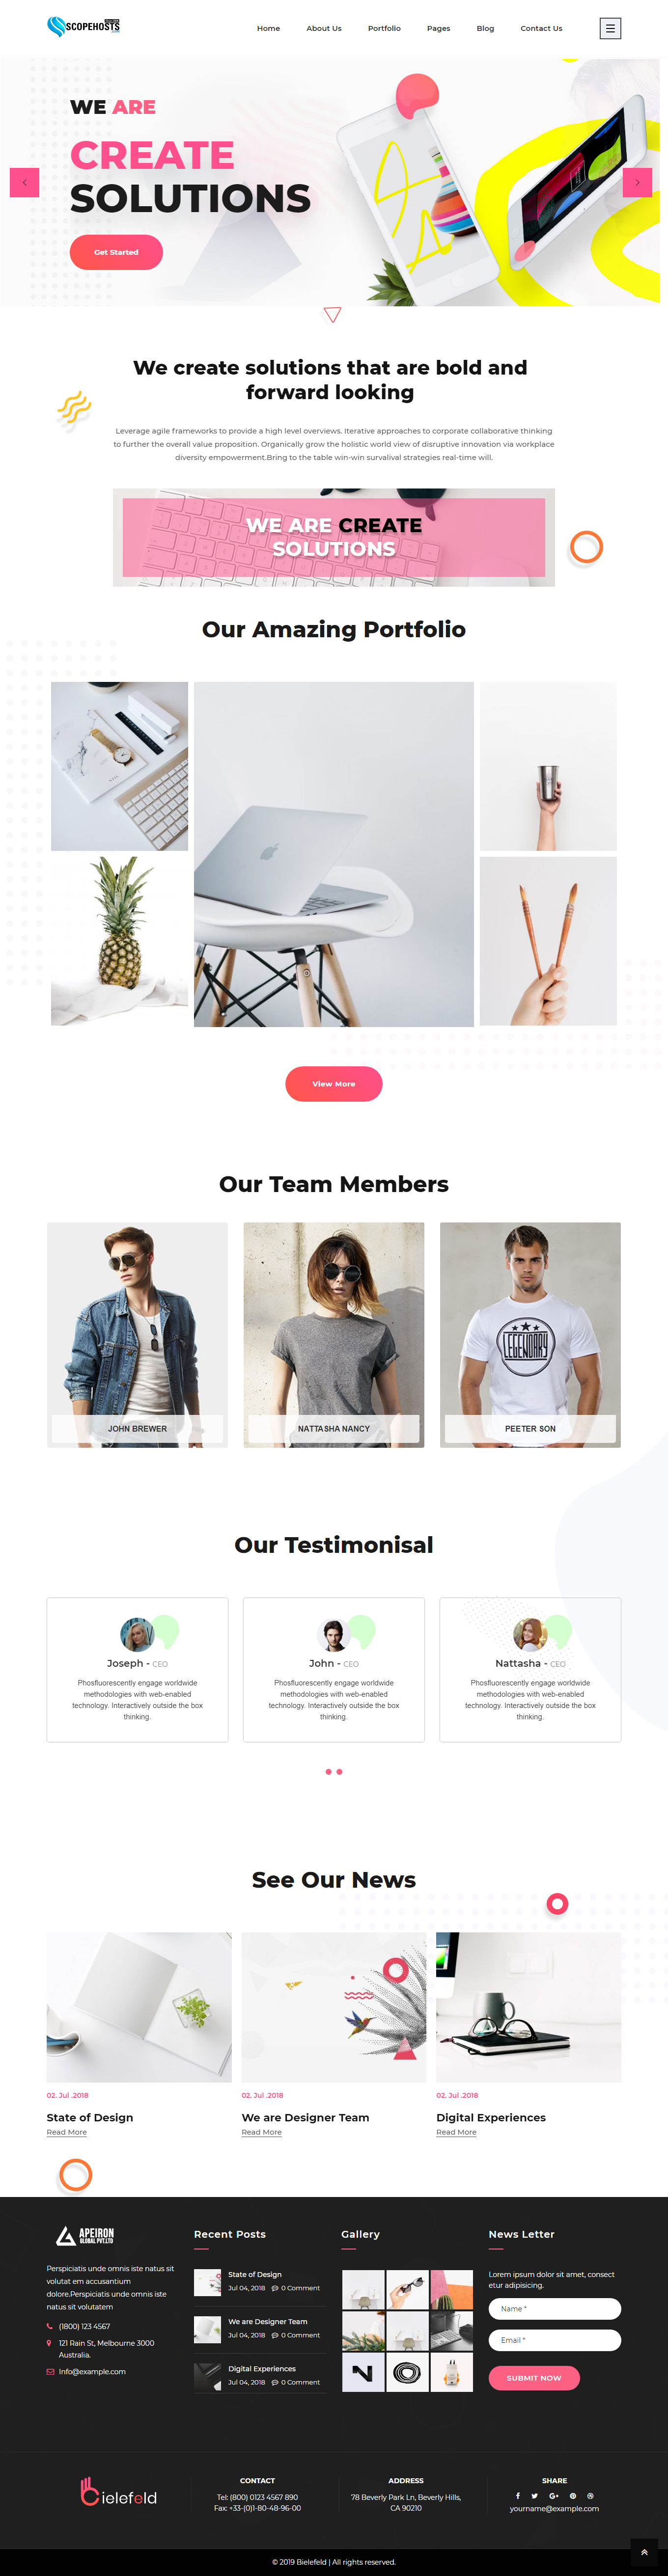 SCOPEHOSTS
Home About Us Portfolio Pages Blog Contact Us
WE ARE
CREATE
SOLUTIONS
Get Started
We create solutions that are bold and
forward looking
Leverage agile frameworks to provide a high level overviews. Iterative approaches to corporate collaborative thinking
to further the overall value proposition. Organically grow the holistic world view of disruptive innovation via workplace
diversity empowerment.Bring to the table win-win survalival strategies real-time will.
WE ARE CREATE
SOLUTIONS
Our Amazing Portfolio
View More
Our Team Members
LEGENDARY
JOHN BREWER
NATTASHA NANCY
PEETER SON
Our Testimonisal
Joseph - CEO
Phosfluorescently engage worldwide
methodologies with web-enabled
technology. Interactively outside the box
thinking.
John - CEO
Phosfluorescently engage worldwide
methodologies with web-enabled
technology. Interactively outside the box
thinking.
Nattasha - CEO
Phosfluorescently engage worldwide
methodologies with web-enabled
technology. Interactively outside the box
thinking.
See Our News
02. Jul .2018
State of Design
Read More
02. Jul .2018
We are Designer Team
Read More
02. Jul .2018
Digital Experiences
Read More
APEIRON
GLOBAL PVT.LTD
Perspiciatis unde omnis iste natus sit
volutat em accusantium
dolore.Perspiciatis unde omnis iste
natus sit volutatem
(1800) 123 4567
121 Rain St, Melbourne 3000
Australia.
Info@example.com
Recent Posts
State of Design
Jul 04, 2018 0 Comment
We are Designer Team
Jul 04, 2018 0 Comment
Digital Experiences
Jul 04, 2018 0 Comment
Gallery
News Letter
Lorem ipsum dolor sit amet, consect
etur adipisicing.
Name *
Email *
SUBMIT NOW
bielefeld
CONTACT
Tel: (800) 0123 4567 890
Fax: +33-(0)1-80-48-96-00
ADDRESS
78 Beverly Park Ln, Beverly Hills,
CA 90210
SHARE
yourname@example.com
© 2019 Bielefeld | All rights reserved.